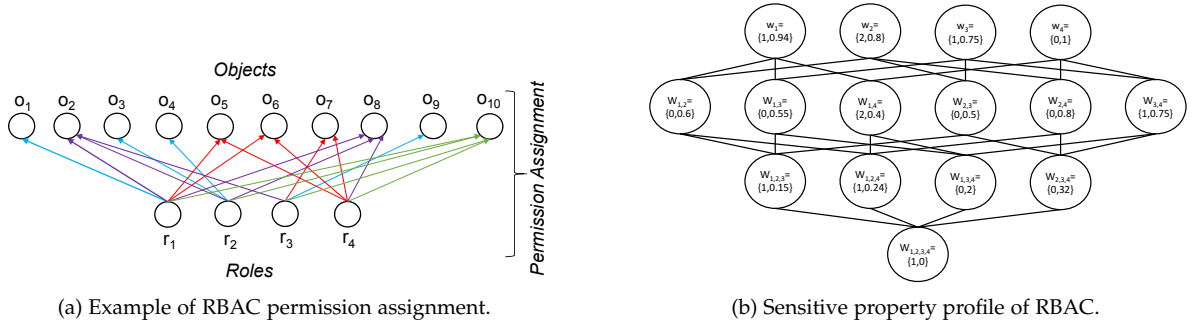 Objects
o1 o2 o3 o4 o5 o6 o7 o8 o9 o10
r1 r2 r3 r4
Roles
Permission Assignment
(a) Example of RBAC permission assignment.
w1=
{1,0.94}
w2=
{2,0.8}
w3=
{1,0.75}
w4=
{0,1}
W1,2=
{0,0.6}
W1,3=
{0,0.55}
W1,4=
{2,0.4}
W2,3=
{0,0.5}
W2,4=
{0,0.8}
W3,4=
{1,0.75}
W1,2,3=
{1,0.15}
W1,2,4=
{1,0.24}
W1,3,4=
{0,2}
W2,3,4=
{0,32}
W1,2,3,4=
{1,0}
(b) Sensitive property profile of RBAC.